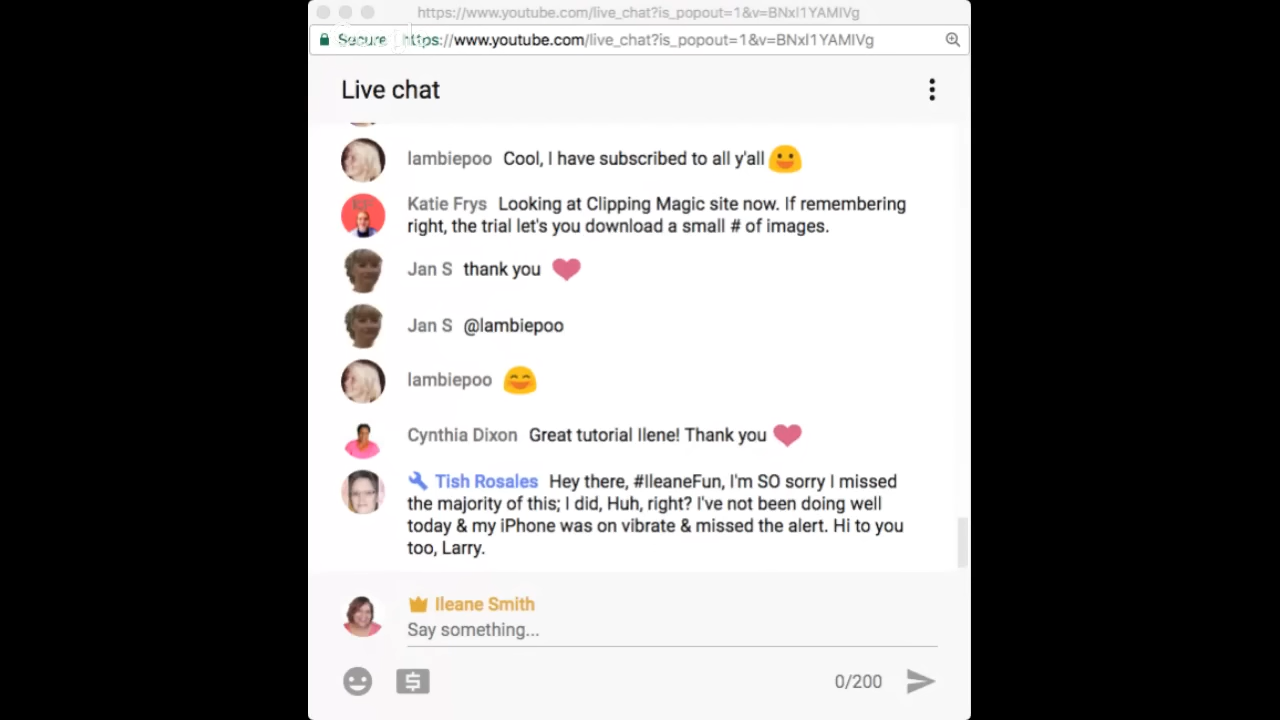 https://www.youtube.com/live_chat?is_popout=1&v=BNxI1YAMIVg
Secure https://www.youtube.com/live_chat?is_popout=1&v=BNxI1YAMIVg
Live chat
lambiepoo Cool, I have subscribed to all y'all
Katie Frys Looking at Clipping Magic site now. If remembering
right, the trial let's you download a small # of images.
Jan S thank you
Jan S @lambiepoo
lambiepoo
Cynthia Dixon Great tutorial Ilene! Thank you
Tish Rosales Hey there, #IleaneFun, I'm SO sorry I missed
the majority of this; I did, Huh, right? I've not been doing well
today & my iPhone was on vibrate & missed the alert. Hi to you
too, Larry.
Ileane Smith
Say something...
0/200